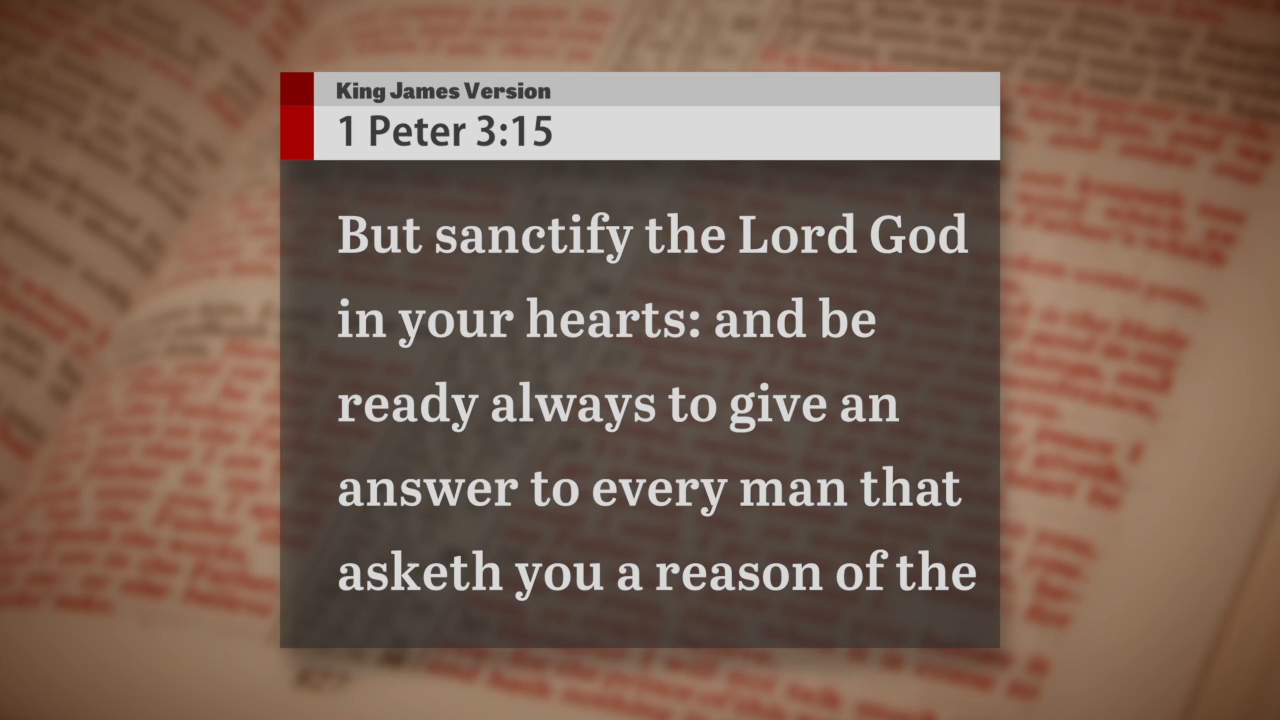 King James Version
1 Peter 3:15
But sanctify the Lord God
in your hearts: and be
ready always to give an
answer to every man that
asketh you a reason of the